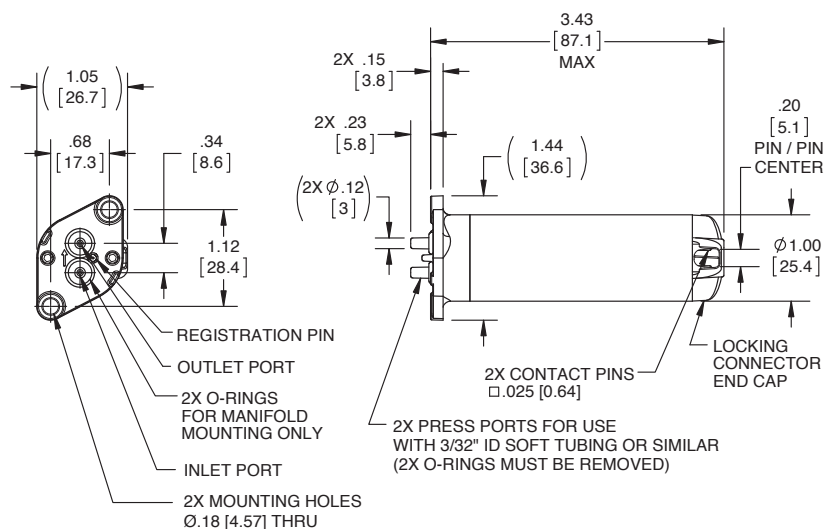 3.43
[87.1]
MAX
2X .15
[3.8]
( 1.05 )
[26.7]
.20
[5.1]
PIN / PIN
CENTER
2X .23
[5.8]
.68
[17.3]
.34
[8.6]
( 1.44 )
[36.6]
(2X Ø.12)
[3]
1.12
[28.4]
Ø1.00
[25.4]
REGISTRATION PIN
OUTLET PORT
2X O-RINGS
FOR MANIFOLD
MOUNTING ONLY
INLET PORT
2X MOUNTING HOLES
Ø.18 [4.57] THRU
2X CONTACT PINS
□.025 [0.64]
LOCKING
CONNECTOR
END CAP
2X PRESS PORTS FOR USE
WITH 3/32" ID SOFT TUBING OR SIMILAR
(2X O-RINGS MUST BE REMOVED)